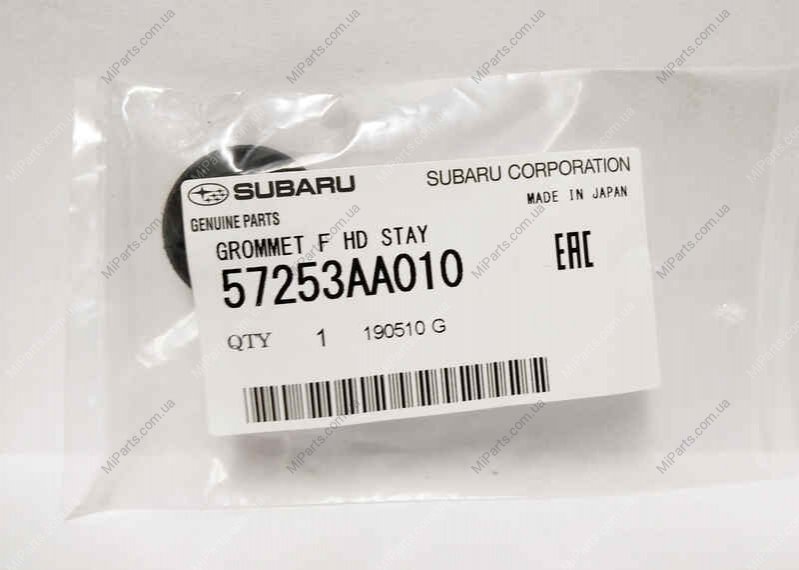 SUBARU
SUBARU CORPORATION
GENUINE PARTS
MADE IN JAPAN
GROMMET F HD STAY
57253AA010
EAC
QTY 1 190510 G
MiParts.com.ua